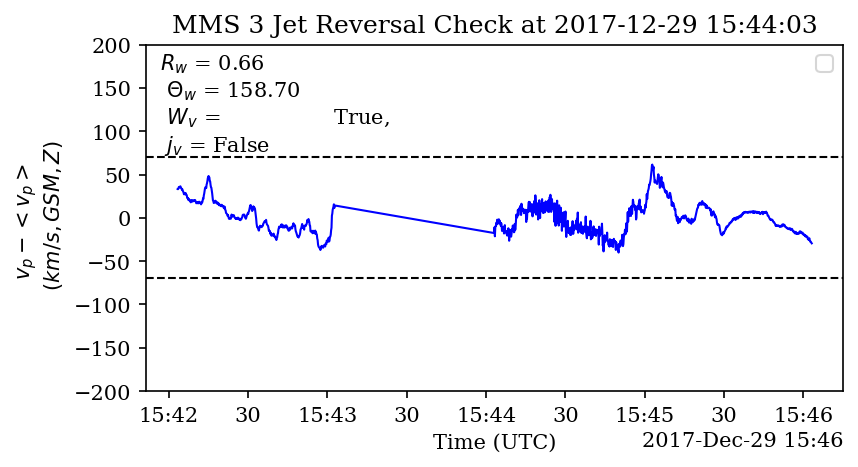 MMS 3 Jet Reversal Check at 2017-12-29 15:44:03
R_w = 0.66
Θ_w = 158.70
W_v = True,
j_v = False
v_p − < v_p >
(km/s, GSM, Z)
200
150
100
50
0
−50
−100
−150
−200
15:42 30 15:43 30 15:44 30 15:45 30 15:46
Time (UTC) 2017-Dec-29 15:46